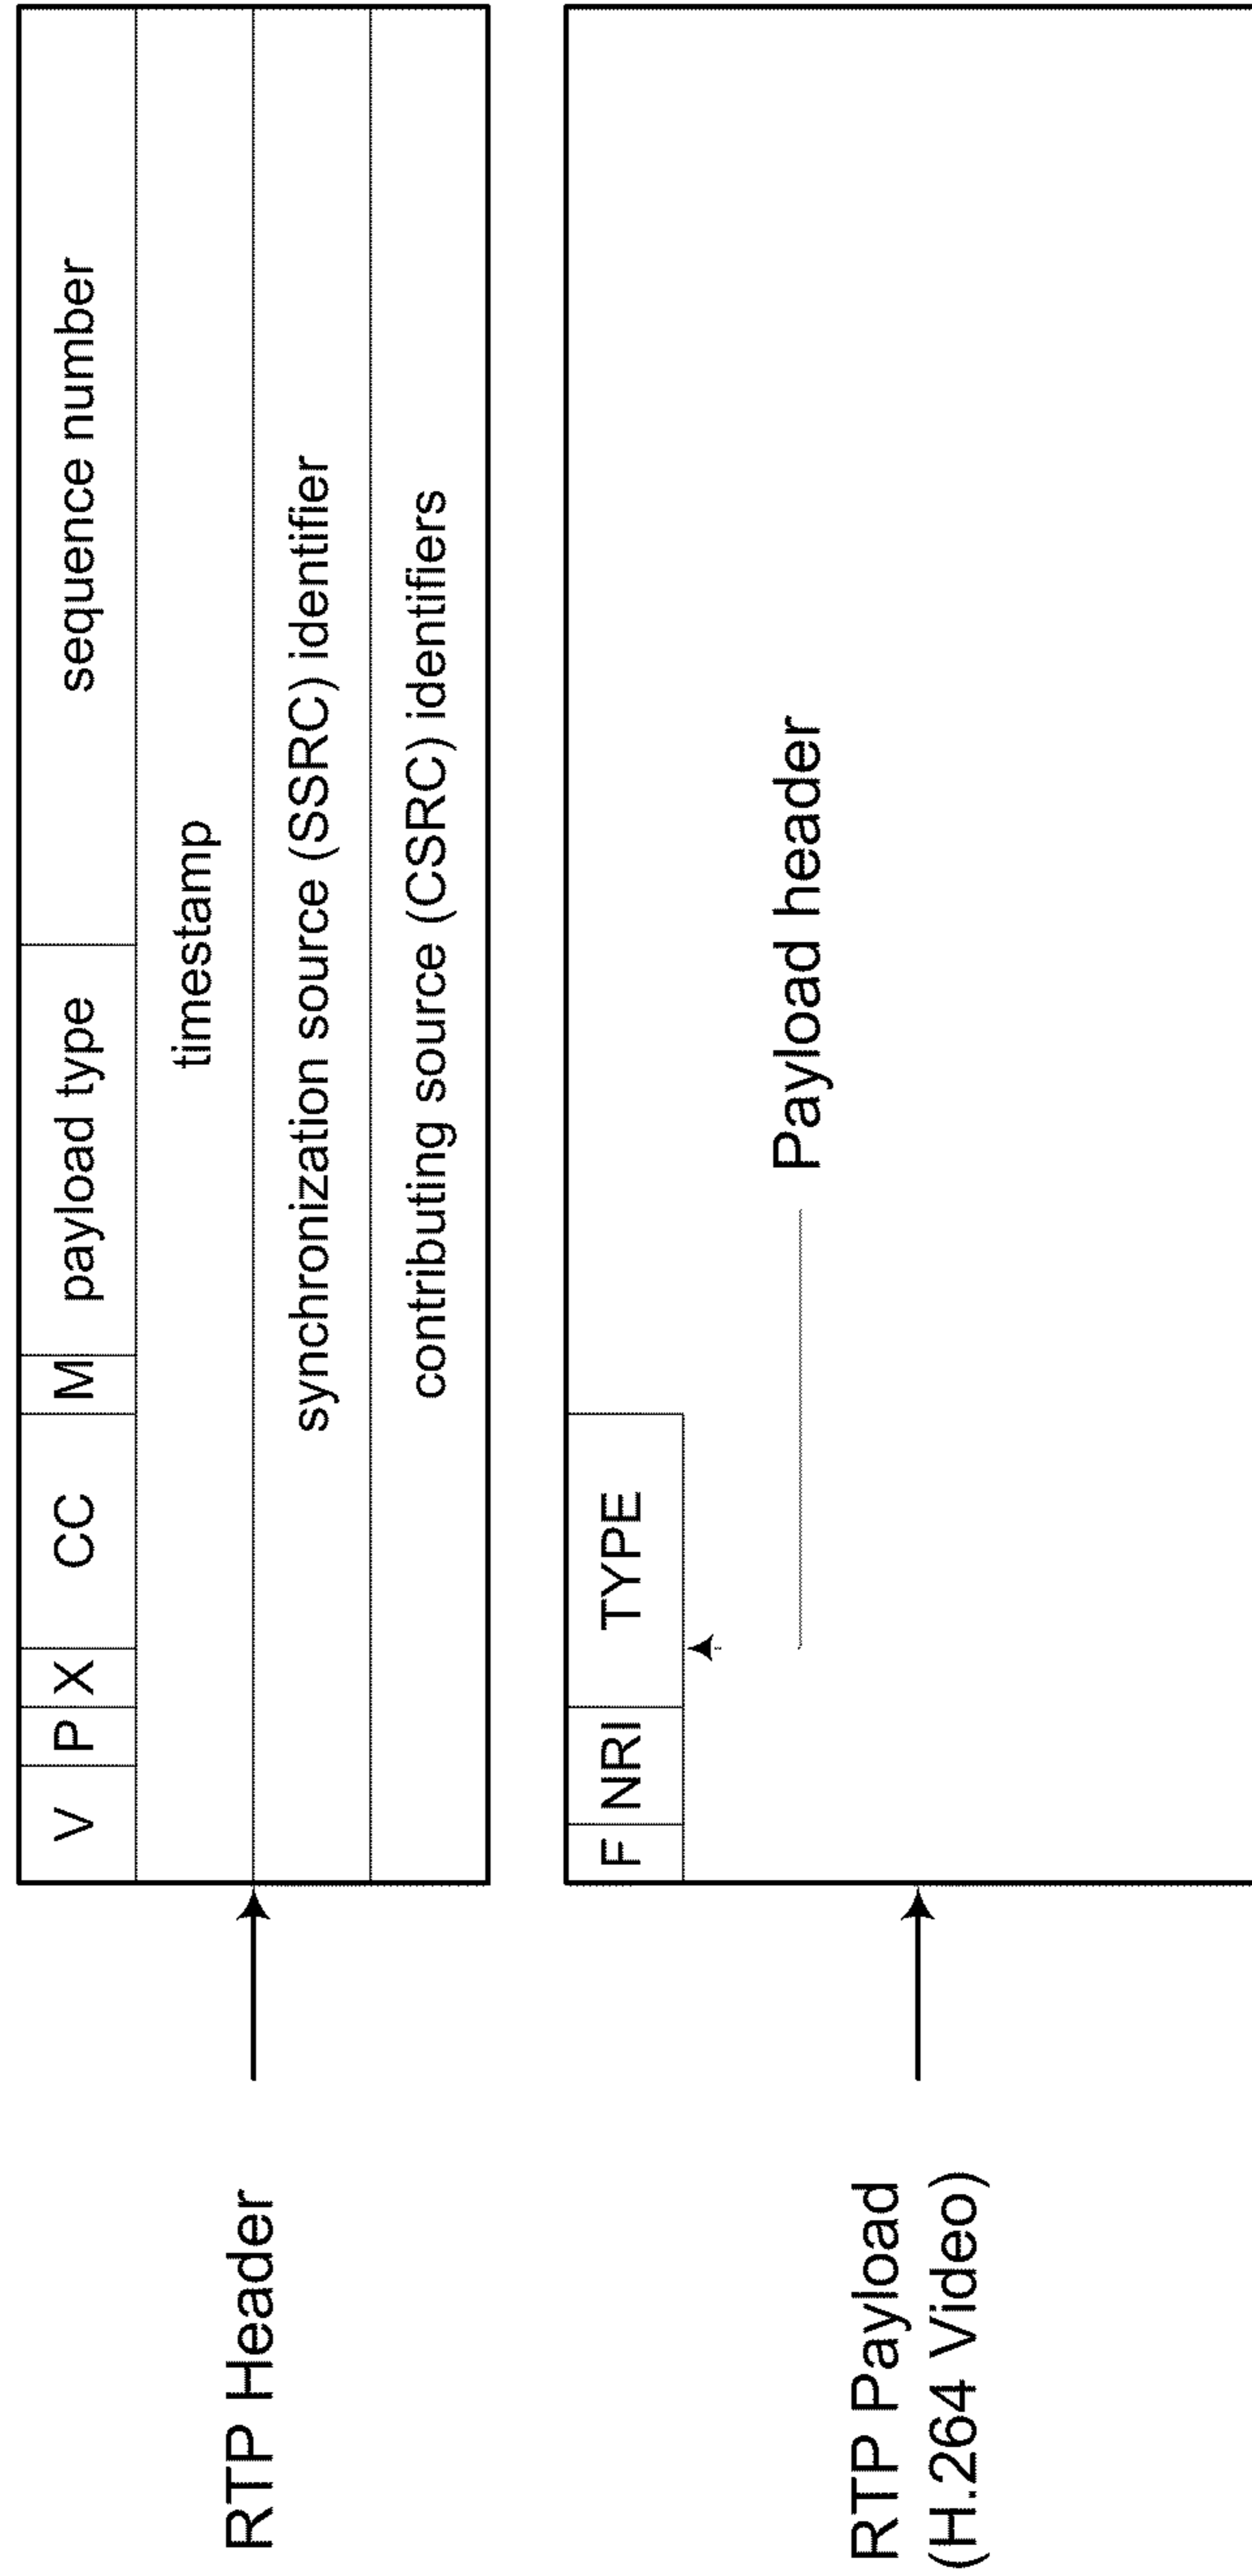 RTP Header
V P X CC M payload type sequence number
timestamp
synchronization source (SSRC) identifier
contributing source (CSRC) identifiers
RTP Payload
(H.264 Video)
F NRI TYPE
Payload header